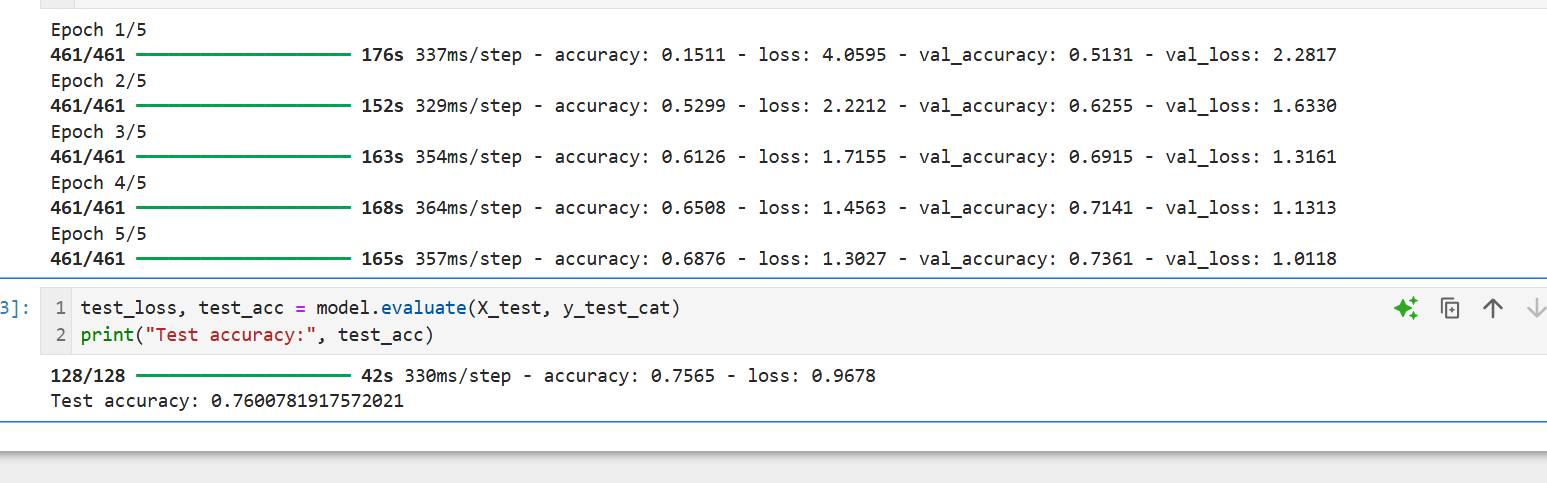 Epoch 1/5
461/461 ━━━━━━━━━━━━━━━━━━━━ 176s 337ms/step - accuracy: 0.1511 - loss: 4.0595 - val_accuracy: 0.5131 - val_loss: 2.2817
Epoch 2/5
461/461 ━━━━━━━━━━━━━━━━━━━━ 152s 329ms/step - accuracy: 0.5299 - loss: 2.2212 - val_accuracy: 0.6255 - val_loss: 1.6330
Epoch 3/5
461/461 ━━━━━━━━━━━━━━━━━━━━ 163s 354ms/step - accuracy: 0.6126 - loss: 1.7155 - val_accuracy: 0.6915 - val_loss: 1.3161
Epoch 4/5
461/461 ━━━━━━━━━━━━━━━━━━━━ 168s 364ms/step - accuracy: 0.6508 - loss: 1.4563 - val_accuracy: 0.7141 - val_loss: 1.1313
Epoch 5/5
461/461 ━━━━━━━━━━━━━━━━━━━━ 165s 357ms/step - accuracy: 0.6876 - loss: 1.3027 - val_accuracy: 0.7361 - val_loss: 1.0118
3]: 1 test_loss, test_acc = model.evaluate(X_test, y_test_cat)
2 print("Test accuracy:", test_acc)
128/128 ━━━━━━━━━━━━━━━━━━━━ 42s 330ms/step - accuracy: 0.7565 - loss: 0.9678
Test accuracy: 0.7600781917572021